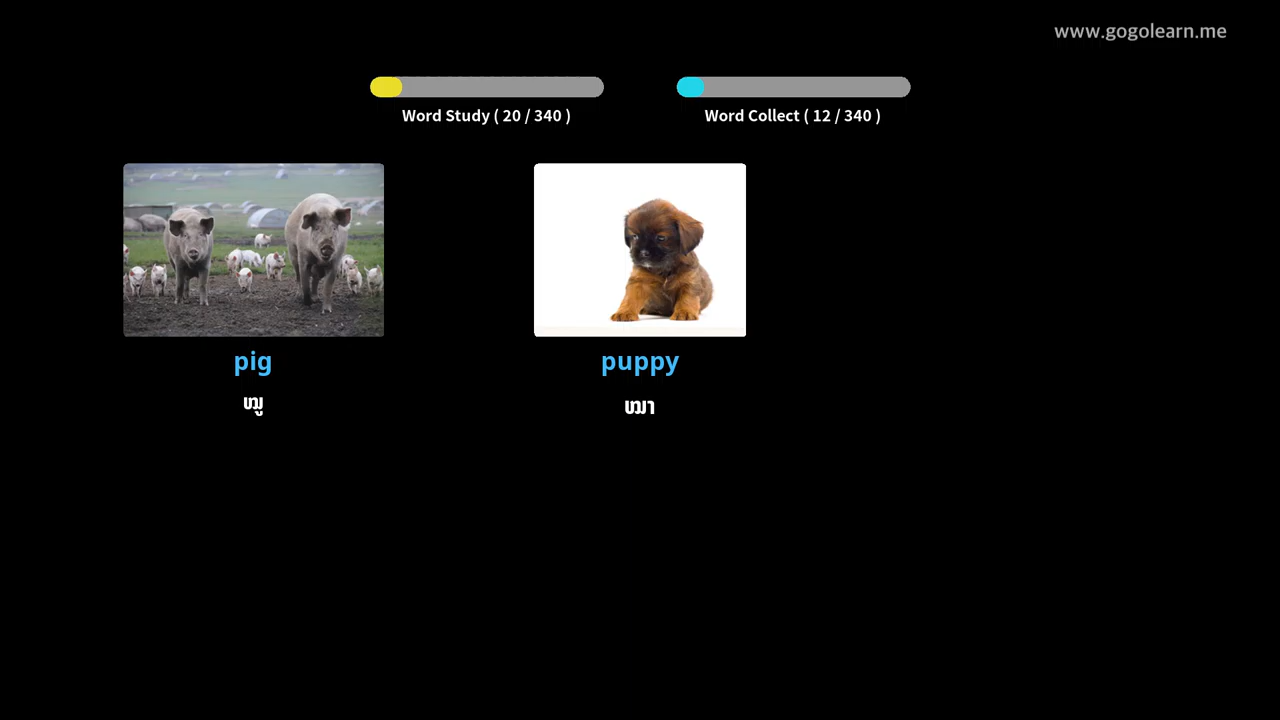 www.gogolearn.me
Word Study ( 20 / 340 )
Word Collect ( 12 / 340 )
pig
puppy
ໝູ
ໝາ